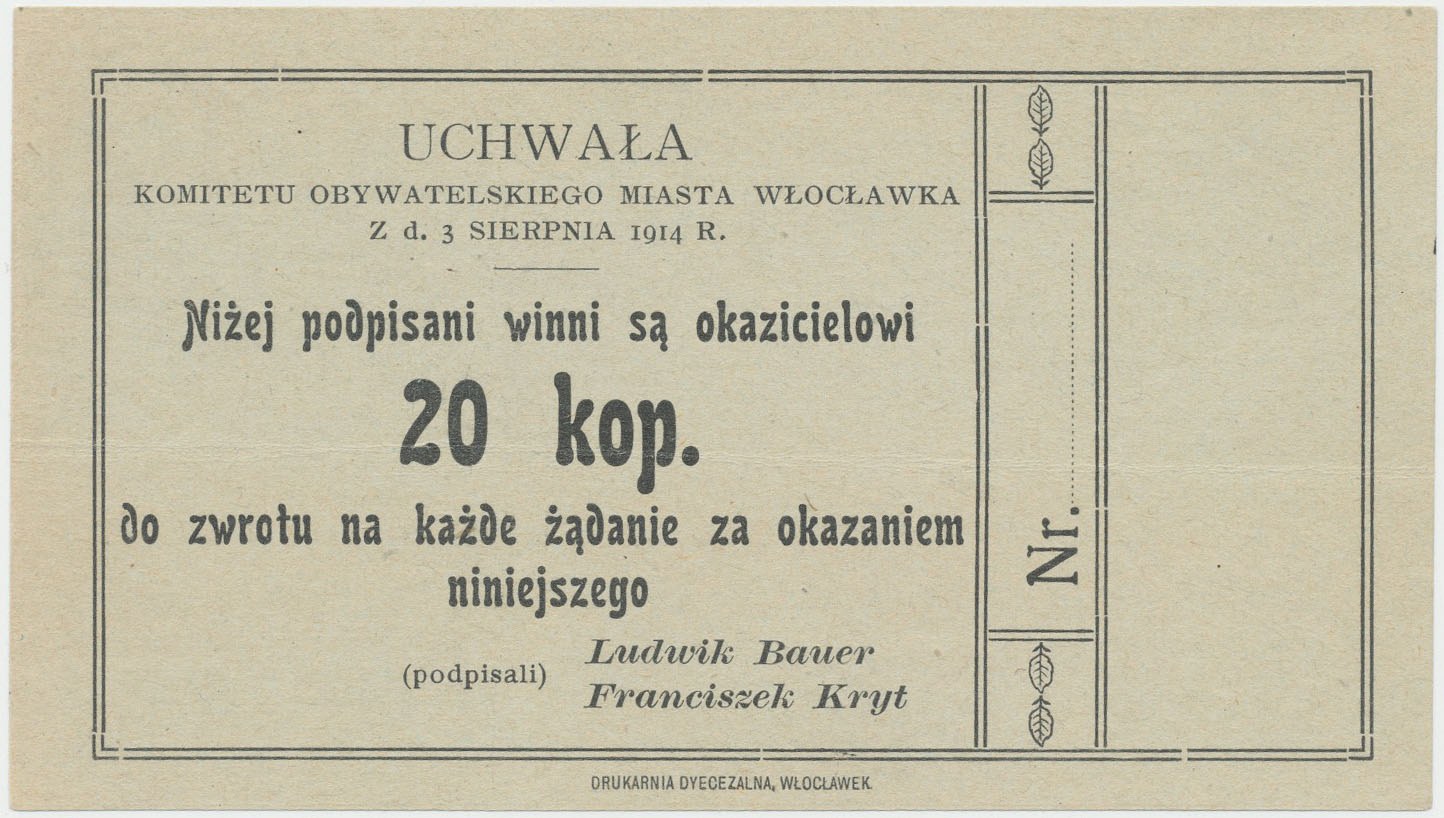 UCHWAŁA
KOMITETU OBYWATELSKIEGO MIASTA WŁOCŁAWKA
Z d. 3 SIERPNIA 1914 R.
Niżej podpisani winni są okazicielowi
20 kop.
do zwrotu na każde żądanie za okazaniem
niniejszego
(podpisali)
Ludwik Bauer
Franciszek Kryt
Nr.
DRUKARNIA DYECEZALNA, WŁOCŁAWEK.